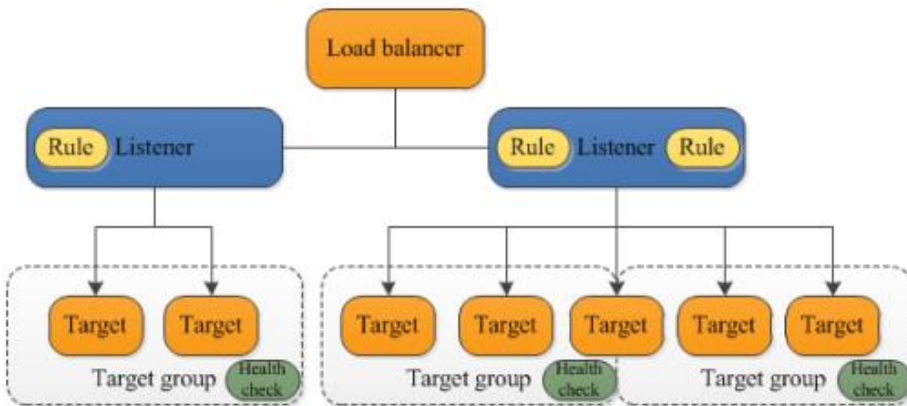 Load balancer
Rule Listener
Rule Listener Rule
Target Target
Target Target Target Target Target
Target group Health check
Target group Health check
Target group Health check